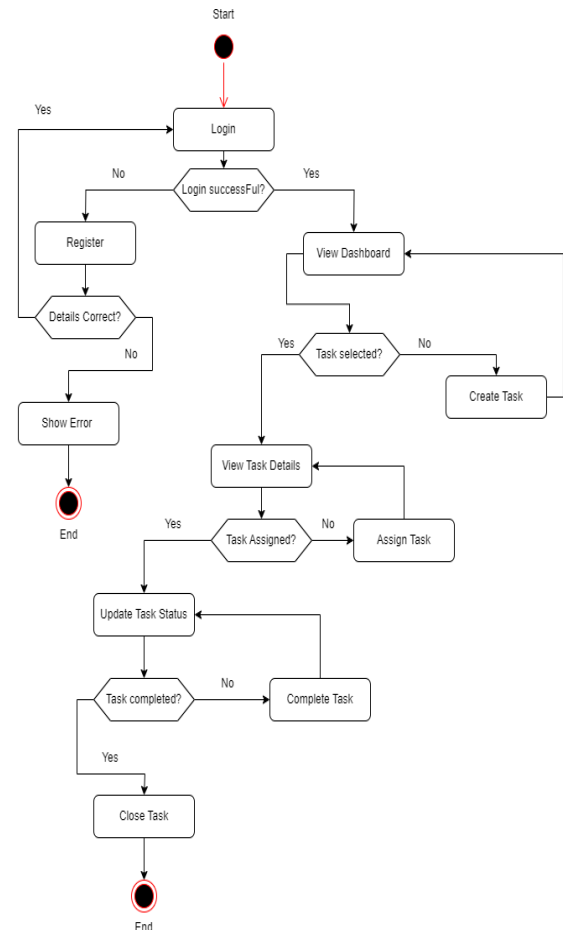 Start
Yes
Login
No
Login successFul?
Yes
Register
View Dashboard
Details Correct?
Yes
Task selected?
No
No
Create Task
Show Error
View Task Details
End
Yes
Task Assigned?
No
Assign Task
Update Task Status
Task completed?
No
Complete Task
Yes
Close Task
End